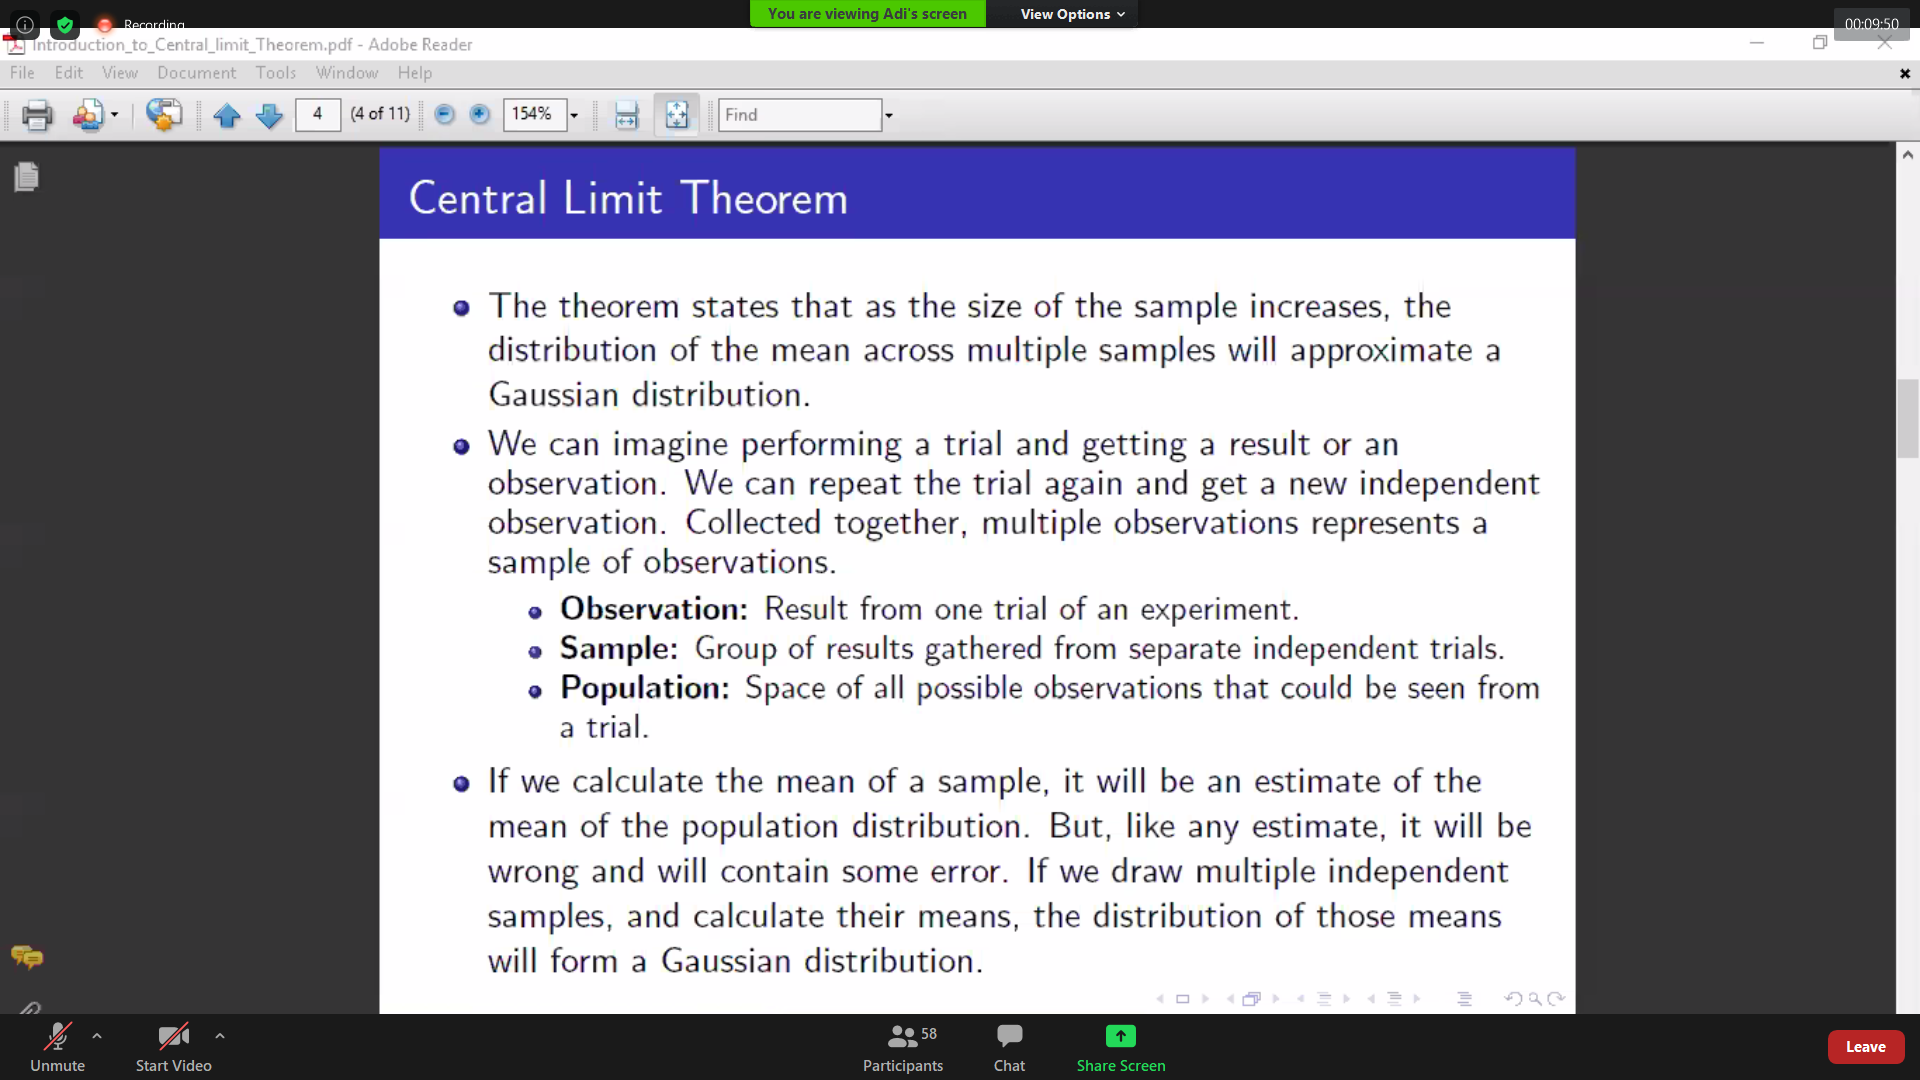 Recording
You are viewing Adi's screen
View Options
00:09:50
Introduction_to_Central_limit_Theorem.pdf - Adobe Reader
File Edit View Document Tools Window Help
4 (4 of 11) 154% Find
Central Limit Theorem
The theorem states that as the size of the sample increases, the
distribution of the mean across multiple samples will approximate a
Gaussian distribution.
We can imagine performing a trial and getting a result or an
observation. We can repeat the trial again and get a new independent
observation. Collected together, multiple observations represents a
sample of observations.
Observation: Result from one trial of an experiment.
Sample: Group of results gathered from separate independent trials.
Population: Space of all possible observations that could be seen from
a trial.
If we calculate the mean of a sample, it will be an estimate of the
mean of the population distribution. But, like any estimate, it will be
wrong and will contain some error. If we draw multiple independent
samples, and calculate their means, the distribution of those means
will form a Gaussian distribution.
58
Unmute Start Video Participants Chat Share Screen Leave